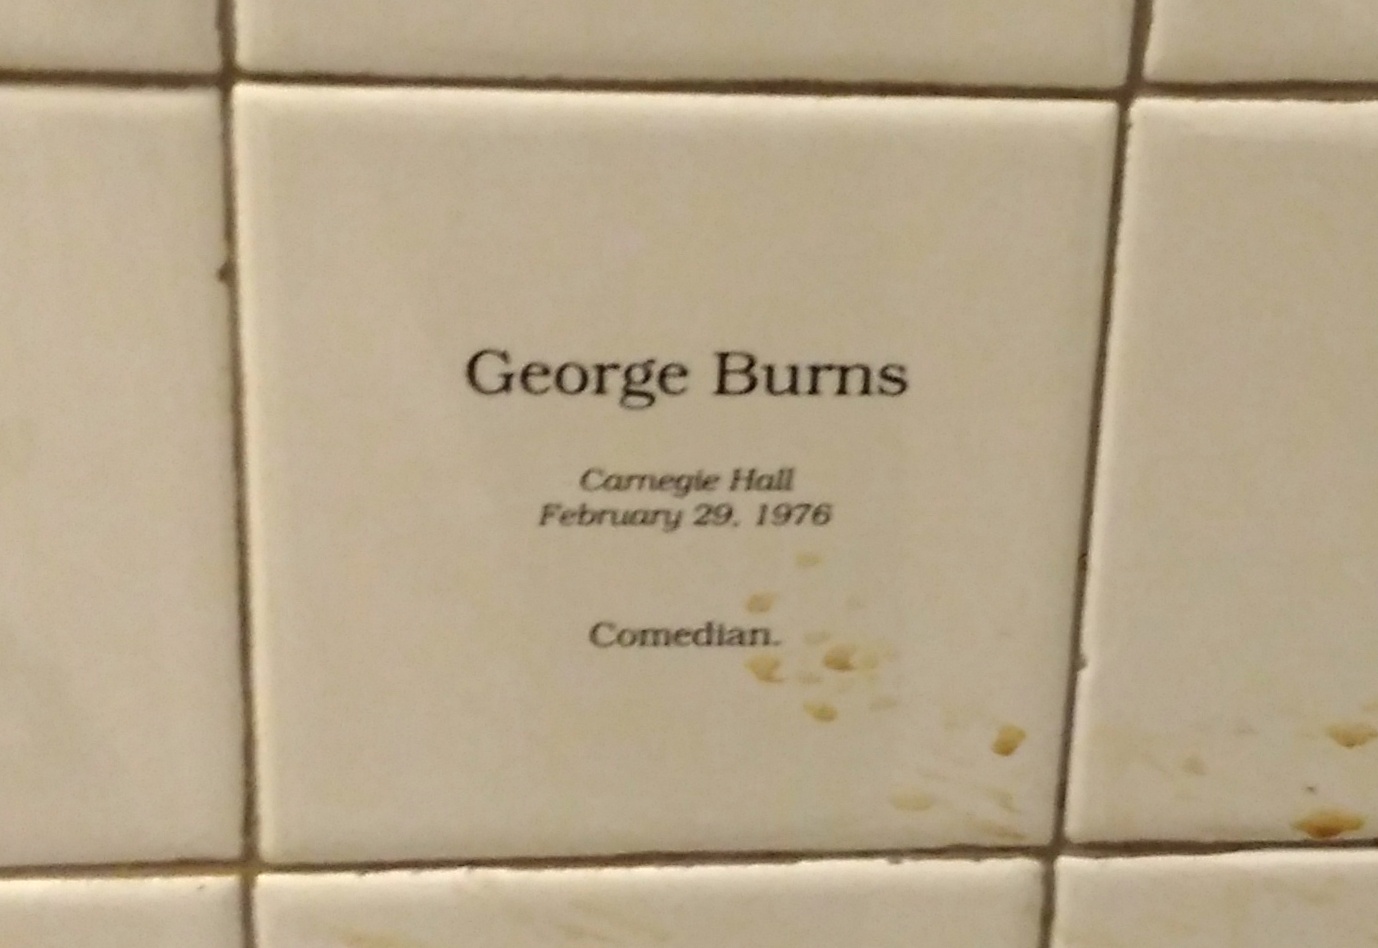 George Burns
Carnegie Hall
February 29, 1976
Comedian.